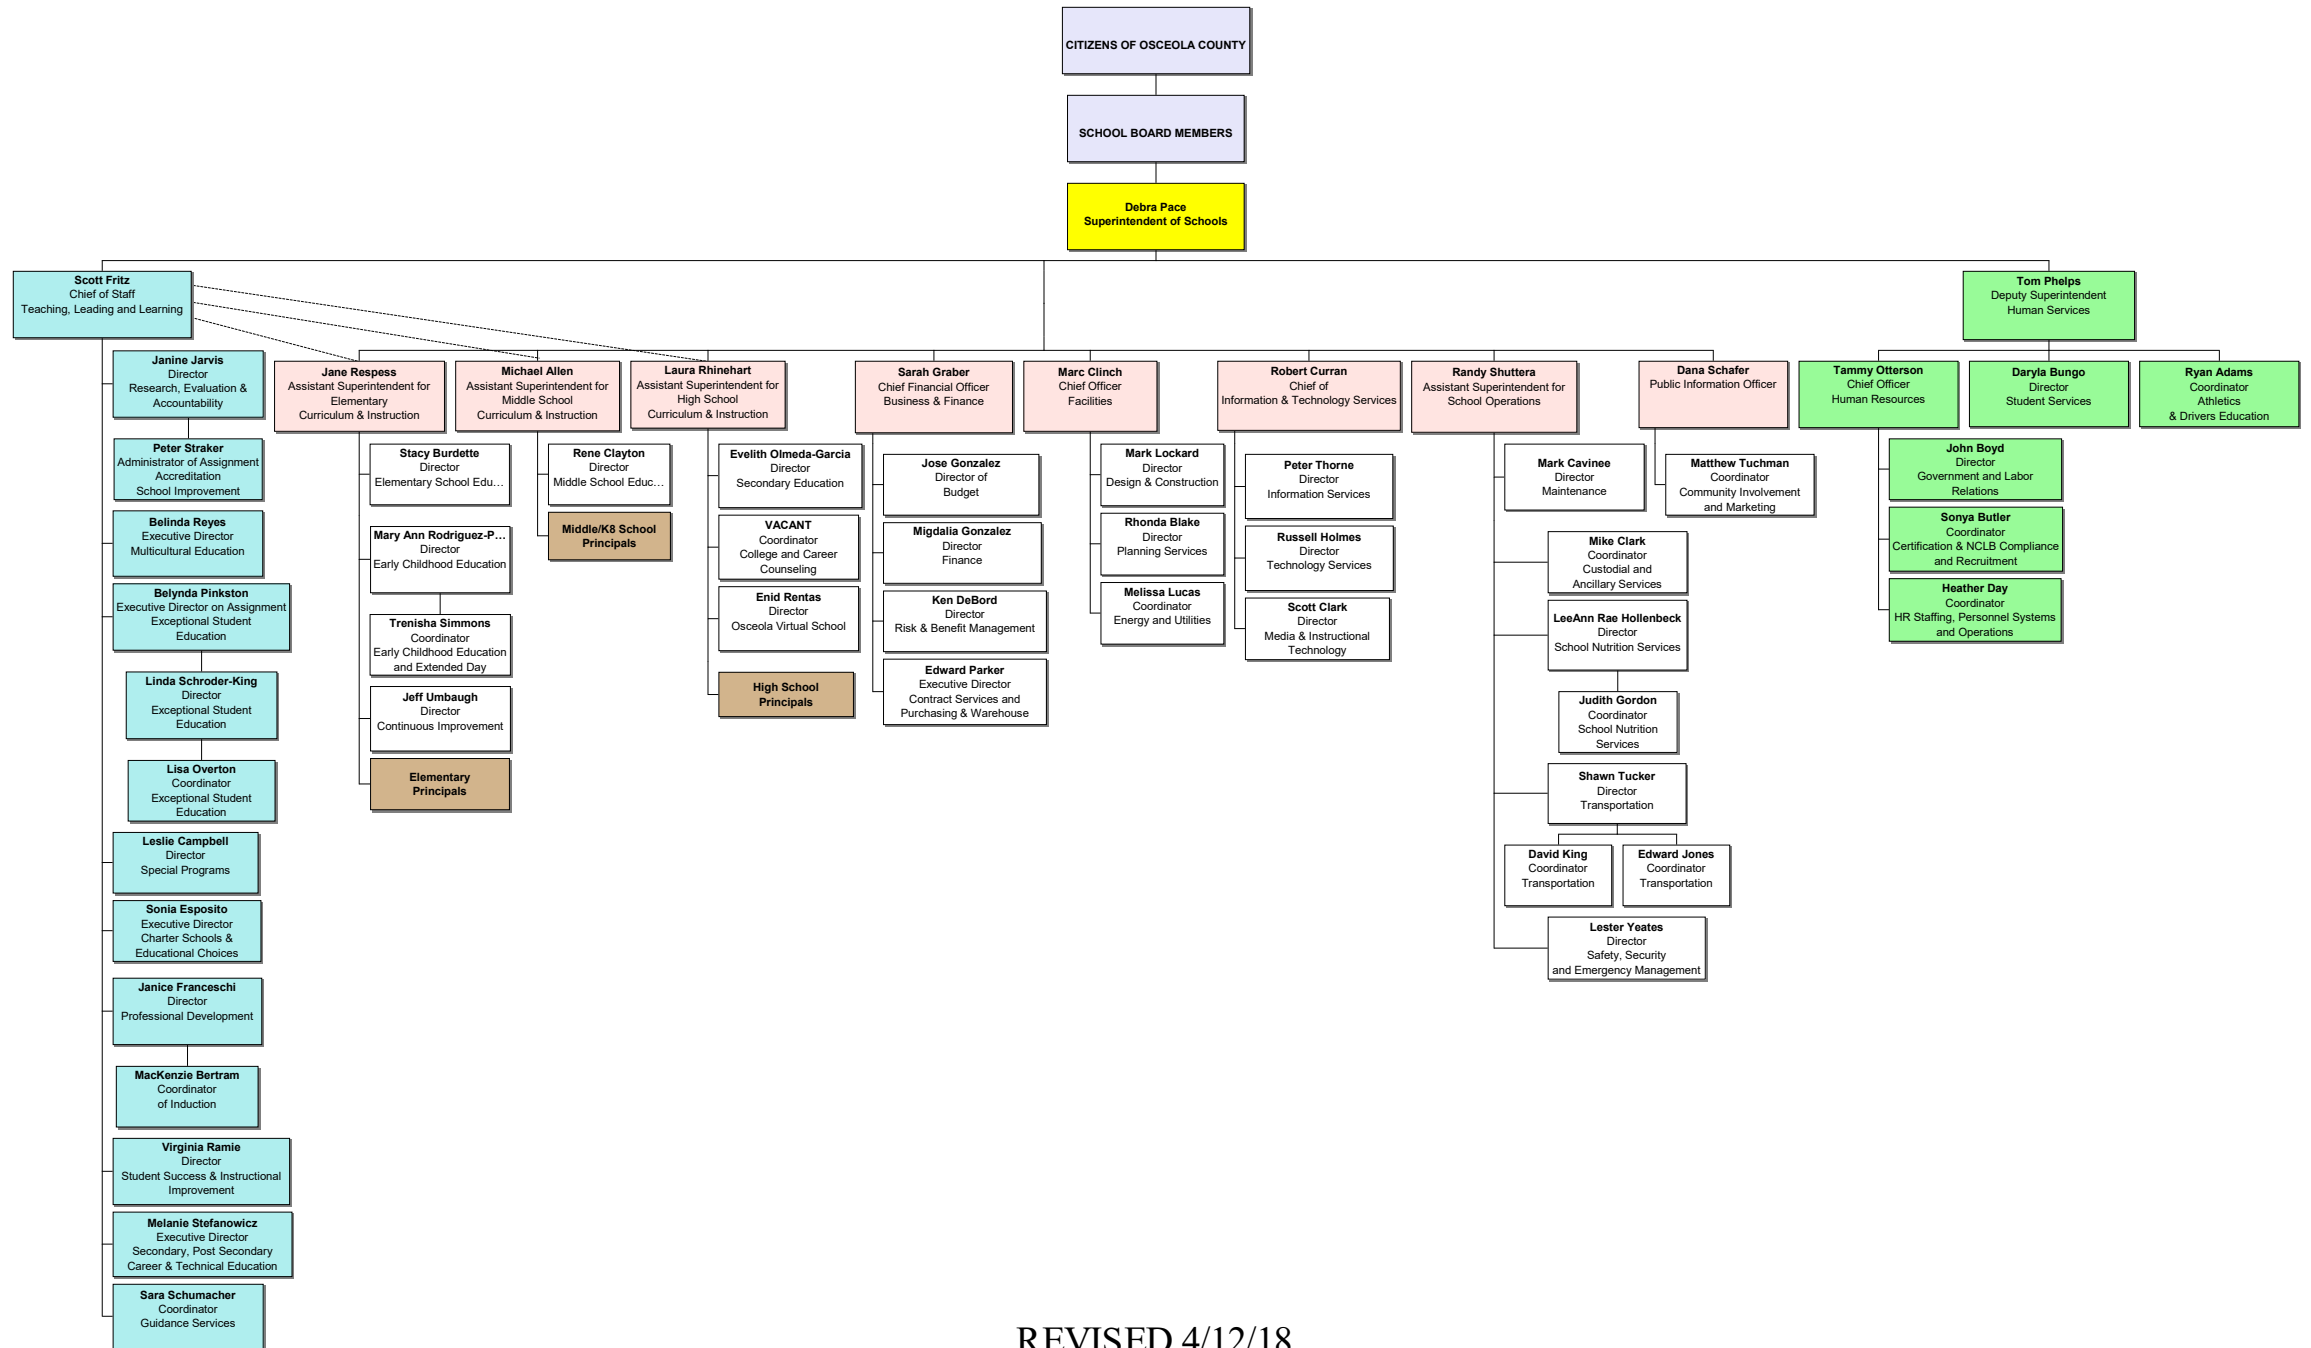 CITIZENS OF OSCEOLA COUNTY
SCHOOL BOARD MEMBERS
Debra Pace
Superintendent of Schools
Scott Fritz
Chief of Staff
Teaching, Leading and Learning
Janine Jarvis
Director
Research, Evaluation &
Accountability
Peter Straker
Administrator of Assignment
Accreditation
School Improvement
Belinda Reyes
Executive Director
Multicultural Education
Belynda Pinkston
Executive Director on Assignment
Exceptional Student
Education
Linda Schroder-King
Director
Exceptional Student
Education
Lisa Overton
Coordinator
Exceptional Student
Education
Leslie Campbell
Director
Special Programs
Sonia Esposito
Executive Director
Charter Schools &
Educational Choices
Janice Franceschi
Director
Professional Development
MacKenzie Bertram
Coordinator
of Induction
Virginia Ramie
Director
Student Success & Instructional
Improvement
Melanie Stefanowicz
Executive Director
Secondary, Post Secondary
Career & Technical Education
Sara Schumacher
Coordinator
Guidance Services
Jane Respess
Assistant Superintendent for
Elementary
Curriculum & Instruction
Stacy Burdette
Director
Elementary School Edu...
Mary Ann Rodriguez-P...
Director
Early Childhood Education
Trenisha Simmons
Coordinator
Early Childhood Education
and Extended Day
Jeff Umbaugh
Director
Continuous Improvement
Elementary
Principals
Michael Allen
Assistant Superintendent for
Middle School
Curriculum & Instruction
Rene Clayton
Director
Middle School Educ...
Middle/K8 School
Principals
Laura Rhinehart
Assistant Superintendent for
High School
Curriculum & Instruction
Evelith Olmeda-Garcia
Director
Secondary Education
VACANT
Coordinator
College and Career
Counseling
Enid Rentas
Director
Osceola Virtual School
High School
Principals
Sarah Graber
Chief Financial Officer
Business & Finance
Jose Gonzalez
Director of
Budget
Migdalia Gonzalez
Director
Finance
Ken DeBord
Director
Risk & Benefit Management
Edward Parker
Executive Director
Contract Services and
Purchasing & Warehouse
Marc Clinch
Chief Officer
Facilities
Mark Lockard
Director
Design & Construction
Rhonda Blake
Director
Planning Services
Melissa Lucas
Coordinator
Energy and Utilities
Robert Curran
Chief of
Information & Technology Services
Peter Thorne
Director
Information Services
Russell Holmes
Director
Technology Services
Scott Clark
Director
Media & Instructional
Technology
Randy Shuttera
Assistant Superintendent for
School Operations
Mark Cavinee
Director
Maintenance
Mike Clark
Coordinator
Custodial and
Ancillary Services
LeeAnn Rae Hollenbeck
Director
School Nutrition Services
Judith Gordon
Coordinator
School Nutrition
Services
Shawn Tucker
Director
Transportation
David King
Coordinator
Transportation
Edward Jones
Coordinator
Transportation
Lester Yeates
Director
Safety, Security
and Emergency Management
Dana Schafer
Public Information Officer
Matthew Tuchman
Coordinator
Community Involvement
and Marketing
Tom Phelps
Deputy Superintendent
Human Services
Tammy Otterson
Chief Officer
Human Resources
John Boyd
Director
Government and Labor
Relations
Sonya Butler
Coordinator
Certification & NCLB Compliance
and Recruitment
Heather Day
Coordinator
HR Staffing, Personnel Systems
and Operations
Daryla Bungo
Director
Student Services
Ryan Adams
Coordinator
Athletics
& Drivers Education
REVISED 4/12/18